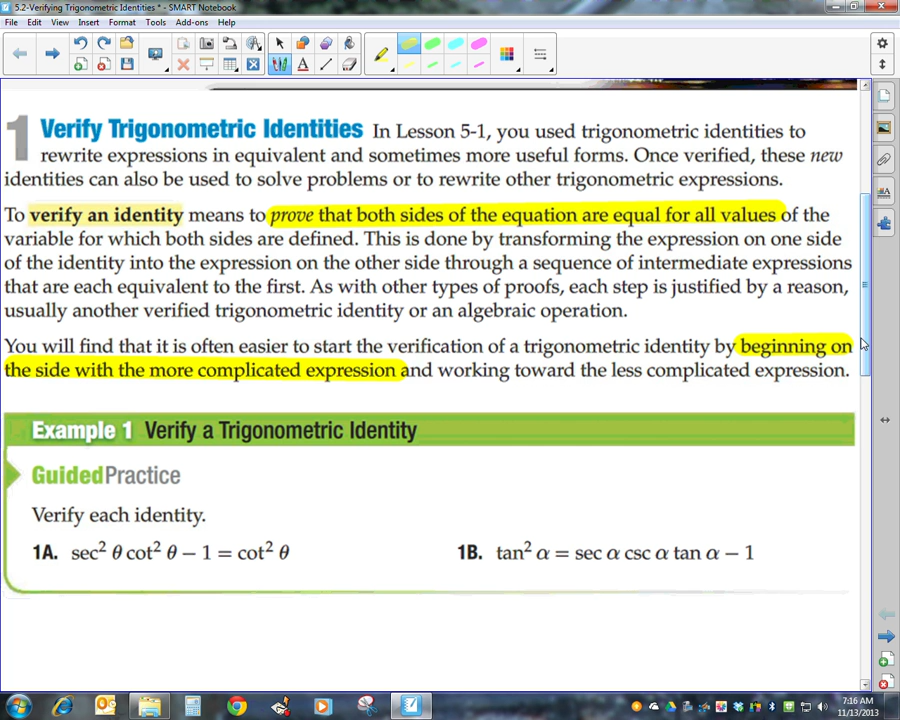 5.2-Verifying Trigonometric Identities * - SMART Notebook
File Edit View Insert Format Tools Add-ons Help
1 Verify Trigonometric Identities In Lesson 5-1, you used trigonometric identities to
rewrite expressions in equivalent and sometimes more useful forms. Once verified, these new
identities can also be used to solve problems or to rewrite other trigonometric expressions.
To verify an identity means to prove that both sides of the equation are equal for all values of the
variable for which both sides are defined. This is done by transforming the expression on one side
of the identity into the expression on the other side through a sequence of intermediate expressions
that are each equivalent to the first. As with other types of proofs, each step is justified by a reason,
usually another verified trigonometric identity or an algebraic operation.
You will find that it is often easier to start the verification of a trigonometric identity by beginning on
the side with the more complicated expression and working toward the less complicated expression.
Example 1 Verify a Trigonometric Identity
GuidedPractice
Verify each identity.
1A. sec² θ cot² θ − 1 = cot² θ 1B. tan² α = sec α csc α tan α − 1
7:16 AM
11/13/2013